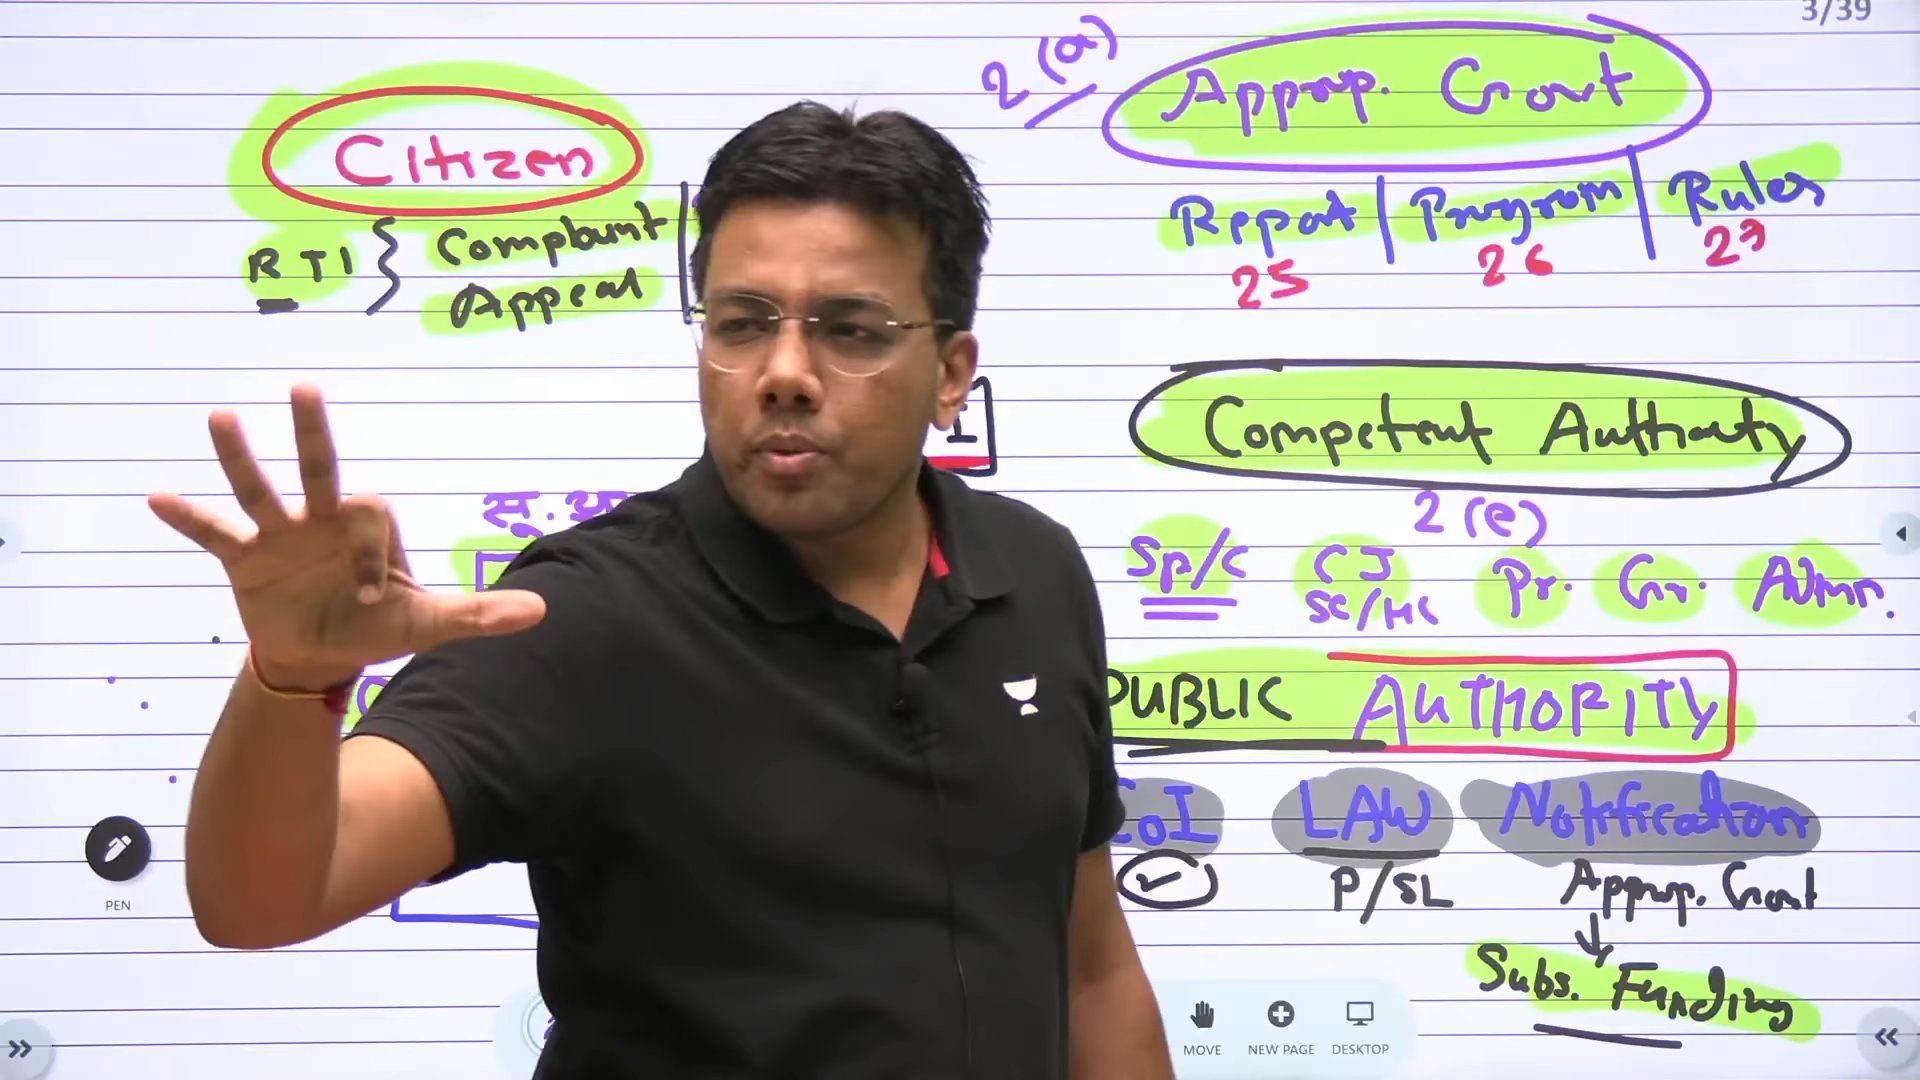 3/39
2 (a) Approp. Govt
Citizen
RTI } Complaint
Appeal
Report | Program | Rules
25 26 27
I
Competent Authority
2 (e)
सू. आ
Sp/C CJ Pr. Gr. Admn.
SC/HC
PUBLIC AUTHORITY
CoI LAW Notification
P/SL Approp. Govt
Subs. Funding
PEN
MOVE NEW PAGE DESKTOP